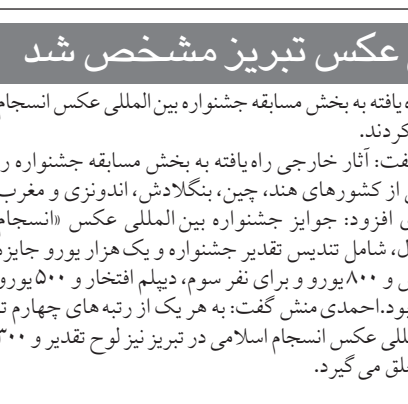 عکس تبریز مشخص شد
یافته به بخش مسابقه جشنواره بین المللی عکس انسجام
کردند.
گفت: آثار خارجی راه یافته به بخش مسابقه جشنواره
از کشورهای هند، چین، بنگلادش، اندونزی و مغرب
افزود: جوایز جشنواره بین المللی عکس «انسجام
شامل تندیس تقدیر جشنواره و یک هزار یورو جایزه
و ۸۰۰ یورو و برای نفر سوم، دیپلم افتخار و ۵۰۰ یورو
بود. احمدی منش گفت: به هر یک از رتبه های چهارم
عکس انسجام اسلامی در تبریز نیز لوح تقدیر و ۳۰۰
می گیرد.